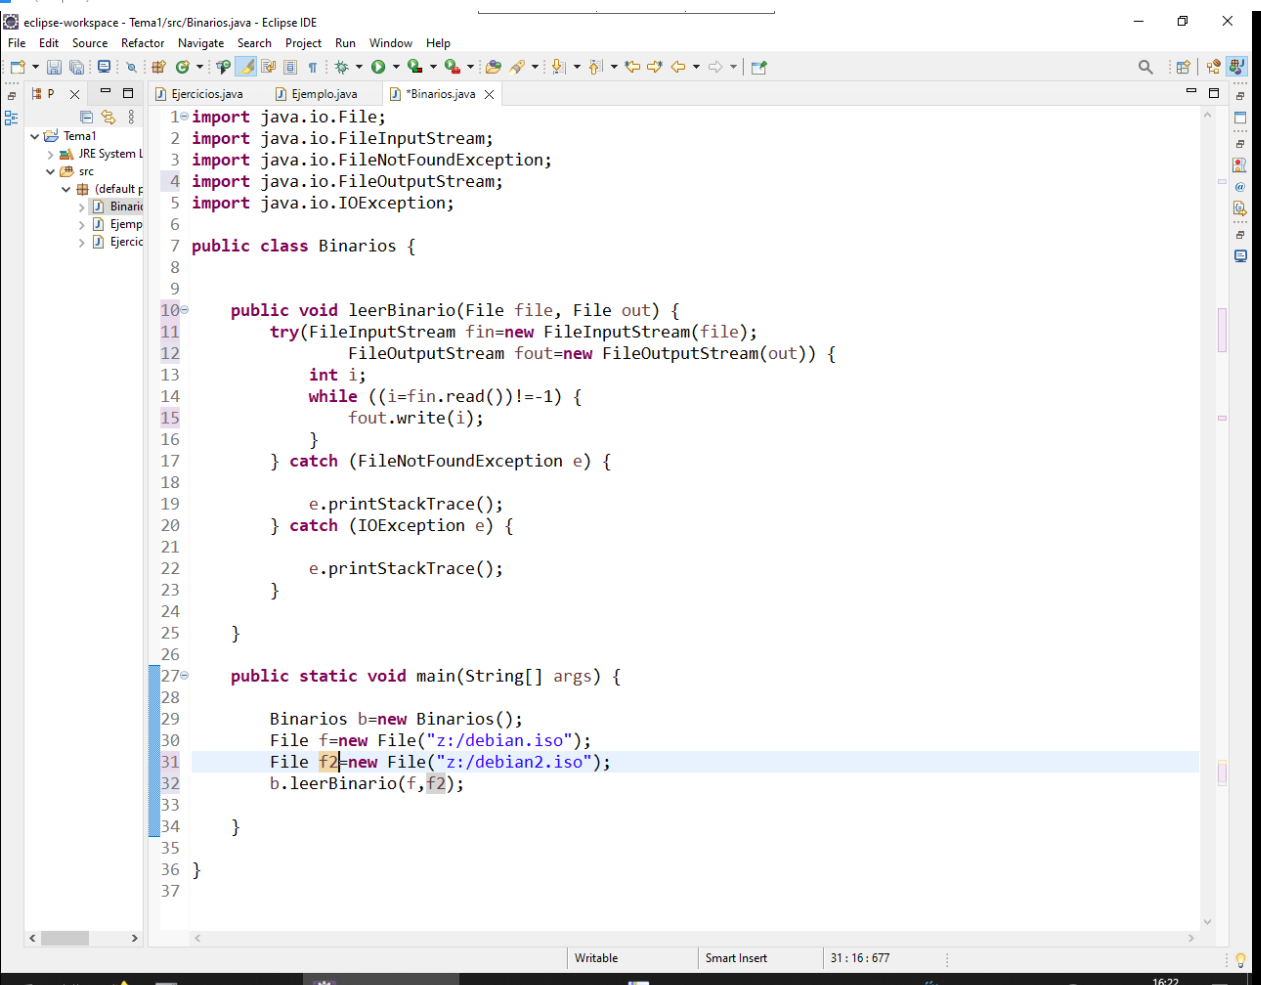 eclipse-workspace - Tema1/src/Binarios.java - Eclipse IDE
File Edit Source Refactor Navigate Search Project Run Window Help
P
Ejercicios.java Ejemplo.java *Binarios.java
Tema1
JRE System L
src
(default p
Binario
Ejemp
Ejercic
1 import java.io.File;
2 import java.io.FileInputStream;
3 import java.io.FileNotFoundException;
4 import java.io.FileOutputStream;
5 import java.io.IOException;
6
7 public class Binarios {
8
9
10 public void leerBinario(File file, File out) {
11 try(FileInputStream fin=new FileInputStream(file);
12 FileOutputStream fout=new FileOutputStream(out)) {
13 int i;
14 while ((i=fin.read())!=-1) {
15 fout.write(i);
16 }
17 } catch (FileNotFoundException e) {
18
19 e.printStackTrace();
20 } catch (IOException e) {
21
22 e.printStackTrace();
23 }
24
25 }
26
27 public static void main(String[] args) {
28
29 Binarios b=new Binarios();
30 File f=new File("z:/debian.iso");
31 File f2=new File("z:/debian2.iso");
32 b.leerBinario(f,f2);
33
34 }
35
36 }
37
Writable Smart Insert 31 : 16 : 677
16:22